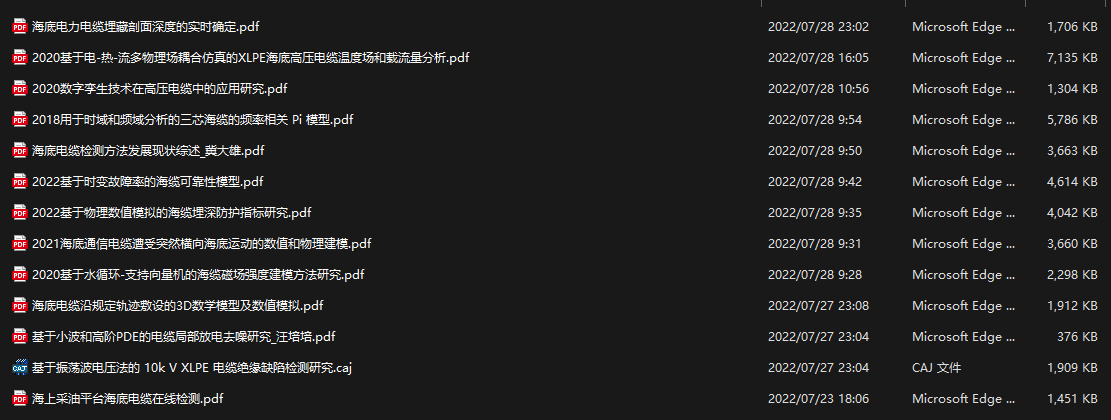 海底电力电缆埋藏剖面深度的实时确定.pdf 2022/07/28 23:02 Microsoft Edge ... 1,706 KB
2020基于电-热-流多物理场耦合仿真的XLPE海底高压电缆温度场和载流量分析.pdf 2022/07/28 16:05 Microsoft Edge ... 7,135 KB
2020数字孪生技术在高压电缆中的应用研究.pdf 2022/07/28 10:56 Microsoft Edge ... 1,304 KB
2018用于时域和频域分析的三芯海缆的频率相关 Pi 模型.pdf 2022/07/28 9:54 Microsoft Edge ... 5,786 KB
海底电缆检测方法发展现状综述_冀大雄.pdf 2022/07/28 9:50 Microsoft Edge ... 3,663 KB
2022基于时变故障率的海缆可靠性模型.pdf 2022/07/28 9:42 Microsoft Edge ... 4,614 KB
2022基于物理数值模拟的海缆埋深防护指标研究.pdf 2022/07/28 9:35 Microsoft Edge ... 4,042 KB
2021海底通信电缆遭受突然横向海底运动的数值和物理建模.pdf 2022/07/28 9:31 Microsoft Edge ... 3,660 KB
2020基于水循环-支持向量机的海缆磁场强度建模方法研究.pdf 2022/07/28 9:28 Microsoft Edge ... 2,298 KB
海底电缆沿规定轨迹敷设的3D数学模型及数值模拟.pdf 2022/07/27 23:08 Microsoft Edge ... 1,912 KB
基于小波和高阶PDE的电缆局部放电去噪研究_汪培培.pdf 2022/07/27 23:04 Microsoft Edge ... 376 KB
基于振荡波电压法的 10k V XLPE 电缆绝缘缺陷检测研究.caj 2022/07/27 23:04 CAJ 文件 1,909 KB
海上采油平台海底电缆在线检测.pdf 2022/07/23 18:06 Microsoft Edge ... 1,451 KB